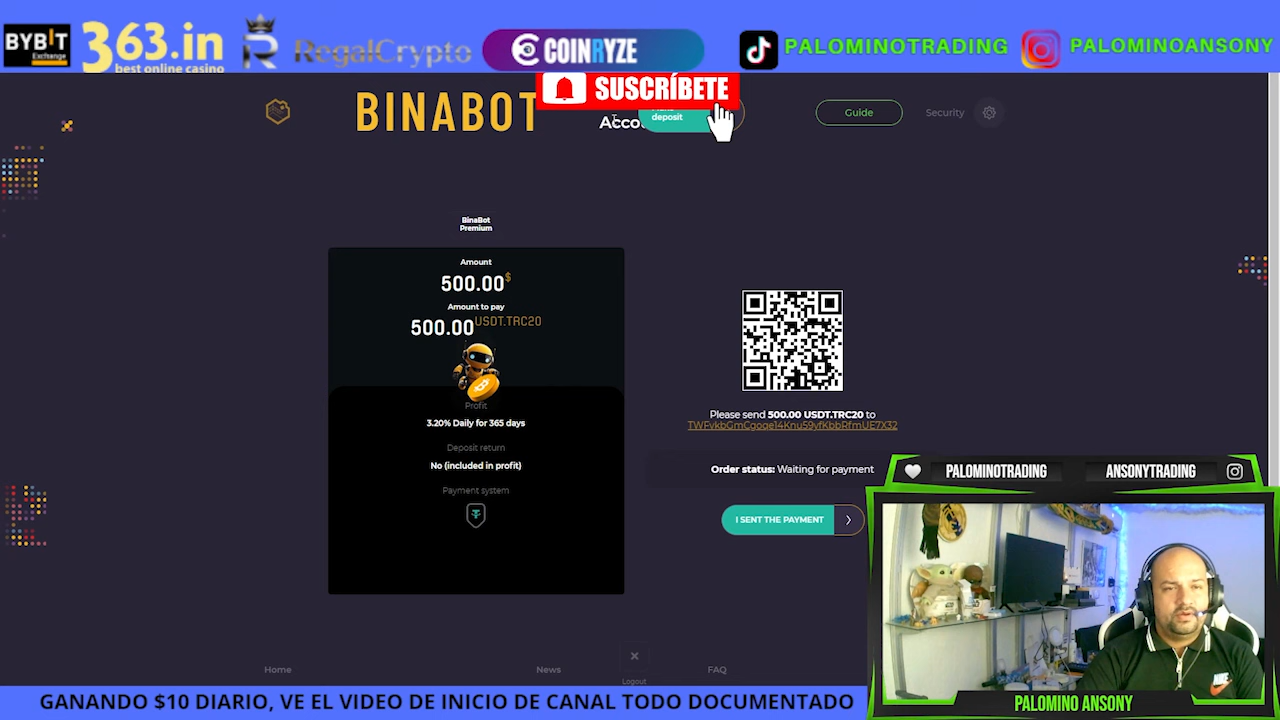 BYBIT
Exchange
363.in
best online casino
RegalCrypto
COINRYZE
PALOMINOTRADING
PALOMINOANSONY
SUSCRÍBETE
BINABOT
Acco
deposit
Guide
Security
BinaBot
Premium
Amount
500.00$
Amount to pay
500.00USDT.TRC20
Profit
3.20% Daily for 365 days
Deposit return
No (included in profit)
Payment system
Please send 500.00 USDT.TRC20 to
Order status: Waiting for payment
I SENT THE PAYMENT
PALOMINOTRADING
ANSONYTRADING
Home
News
FAQ
Logout
PALOMINO ANSONY
GANANDO $10 DIARIO, VE EL VIDEO DE INICIO DE CANAL TODO DOCUMENTADO